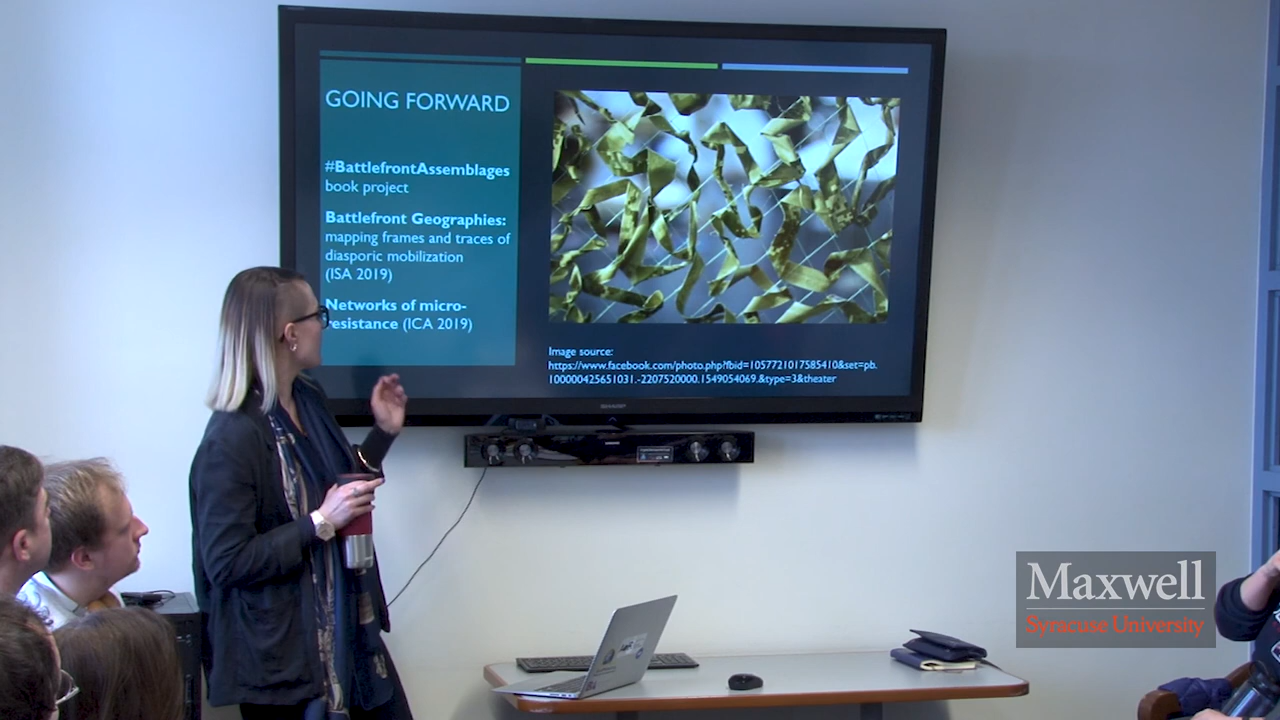 GOING FORWARD
#BattlefrontAssemblages
book project
Battlefront Geographies:
mapping frames and traces of
diasporic mobilization
(ISA 2019)
Networks of micro-
resistance (ICA 2019)
Image source:
https://www.facebook.com/photo.php?fbid=1057721017585410&set=pb.
100000425651031.-2207520000.1549054069.&type=3&theater
SHARP
SAMSUNG
Maxwell
Syracuse University